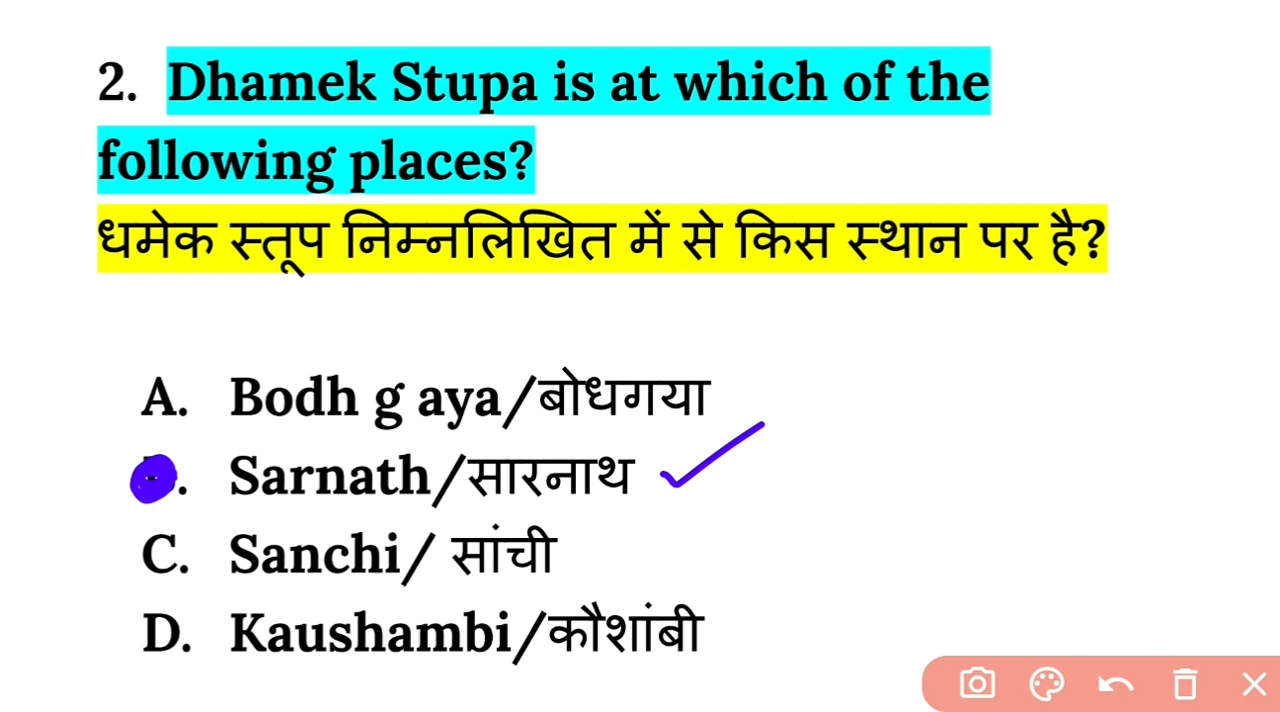 2. Dhamek Stupa is at which of the
following places?
धमेक स्तूप निम्नलिखित में से किस स्थान पर है?
A. Bodh g aya/बोधगया
. Sarnath/सारनाथ
C. Sanchi/ सांची
D. Kaushambi/कौशांबी